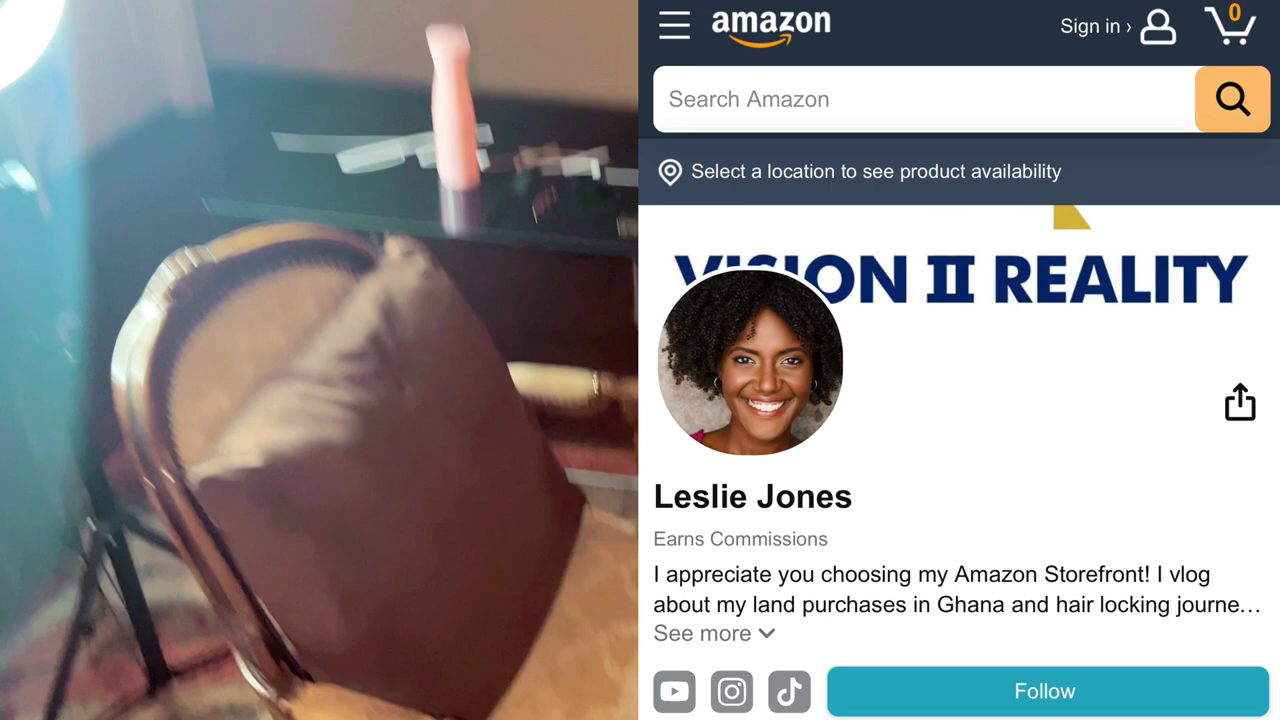 amazon
Sign in ›
0
Search Amazon
Select a location to see product availability
VISION II REALITY
Leslie Jones
Earns Commissions
I appreciate you choosing my Amazon Storefront! I vlog
about my land purchases in Ghana and hair locking journe…
See more
Follow